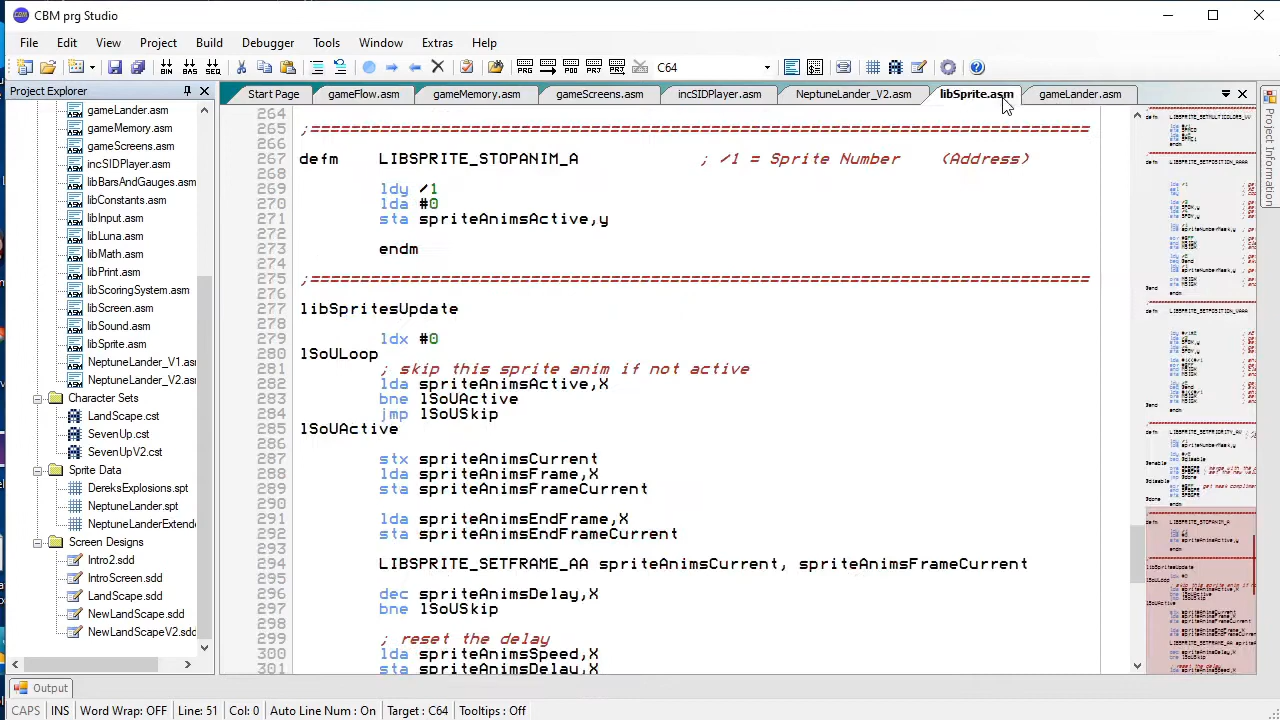 CBM prg Studio
File Edit View Project Build Debugger Tools Window Extras Help
BIN BAS SEQ PRG C64
Project Explorer
Start Page gameFlow.asm gameMemory.asm gameScreens.asm incSIDPlayer.asm NeptuneLander_V2.asm libSprite.asm gameLander.asm
gameLander.asm
gameMemory.asm
gameScreens.asm
incSIDPlayer.asm
libBarsAndGauges.asm
libConstants.asm
libInput.asm
libLuna.asm
libMath.asm
libPrint.asm
libScoringSystem.asm
libScreen.asm
libSound.asm
libSprite.asm
NeptuneLander_V1.asm
NeptuneLander_V2.asm
Character Sets
LandScape.cst
SevenUp.cst
SevenUpV2.cst
Sprite Data
DereksExplosions.spt
NeptuneLander.spt
NeptuneLanderExtend
Screen Designs
Intro2.sdd
IntroScreen.sdd
LandScape.sdd
NewLandScape.sdd
NewLandScapeV2.sdd
264
265 ;==============================================================================
266
267 defm LIBSPRITE_STOPANIM_A ; /1 = Sprite Number (Address)
268
269 ldy /1
270 lda #0
271 sta spriteAnimsActive,y
272
273 endm
274
275 ;==============================================================================
276
277 libSpritesUpdate
278
279 ldx #0
280 lSoULoop
281 ; skip this sprite anim if not active
282 lda spriteAnimsActive,X
283 bne lSoUActive
284 jmp lSoUSkip
285 lSoUActive
286
287 stx spriteAnimsCurrent
288 lda spriteAnimsFrame,X
289 sta spriteAnimsFrameCurrent
290
291 lda spriteAnimsEndFrame,X
292 sta spriteAnimsEndFrameCurrent
293
294 LIBSPRITE_SETFRAME_AA spriteAnimsCurrent, spriteAnimsFrameCurrent
295
296 dec spriteAnimsDelay,X
297 bne lSoUSkip
298
299 ; reset the delay
300 lda spriteAnimsSpeed,X
301 sta spriteAnimsDelay,X
Project Information
Output
CAPS INS Word Wrap: OFF Line: 51 Col: 0 Auto Line Num : On Target : C64 Tooltips : Off